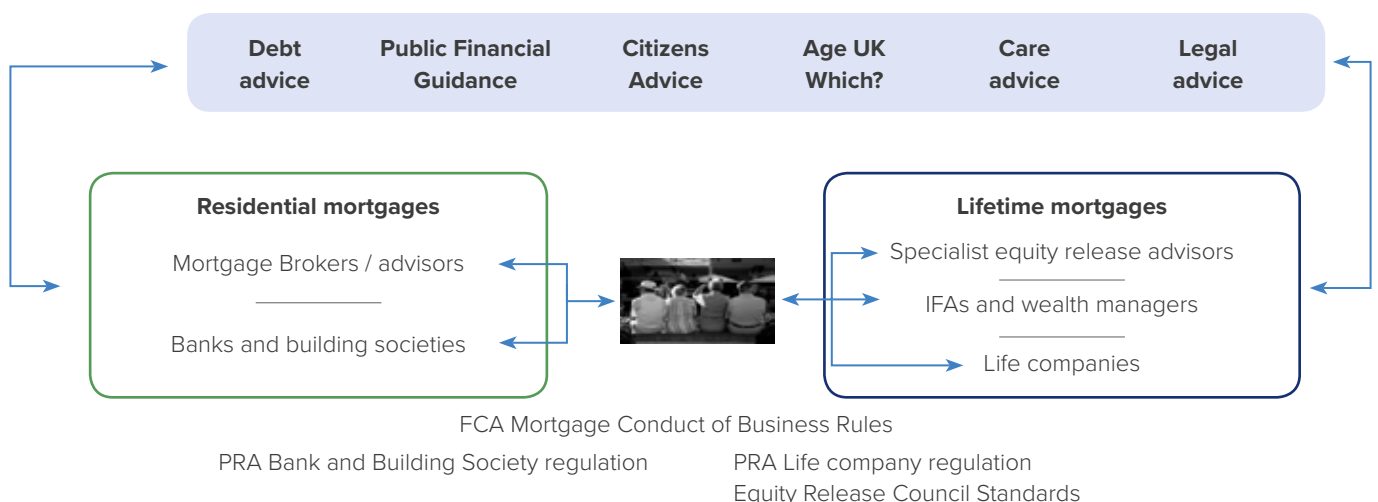 Debt
advice
Public Financial
Guidance
Citizens
Advice
Age UK
Which?
Care
advice
Legal
advice
Residential mortgages
Mortgage Brokers / advisors
Banks and building societies
Lifetime mortgages
Specialist equity release advisors
IFAs and wealth managers
Life companies
FCA Mortgage Conduct of Business Rules
PRA Bank and Building Society regulation
PRA Life company regulation
Equity Release Council Standards